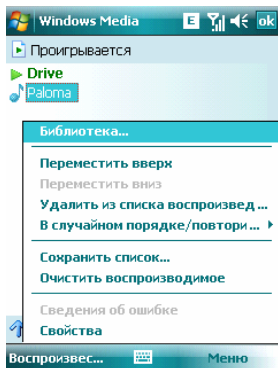 Windows Media E ok
Проигрывается
Drive
Paloma
Библиотека...
Переместить вверх
Переместить вниз
Удалить из списка воспроизвед ...
В случайном порядке/повтори ...
Сохранить список...
Очистить воспроизводимое
Сведения об ошибке
Свойства
Воспроизвес... Меню